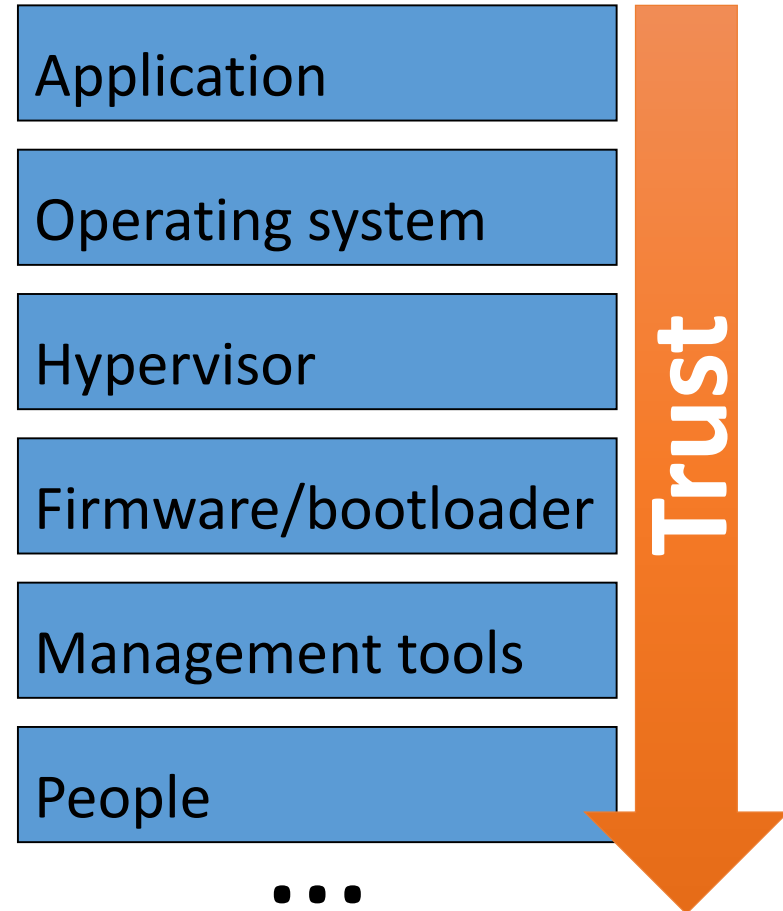 Application
Operating system
Hypervisor
Firmware/bootloader
Management tools
People
...
Trust